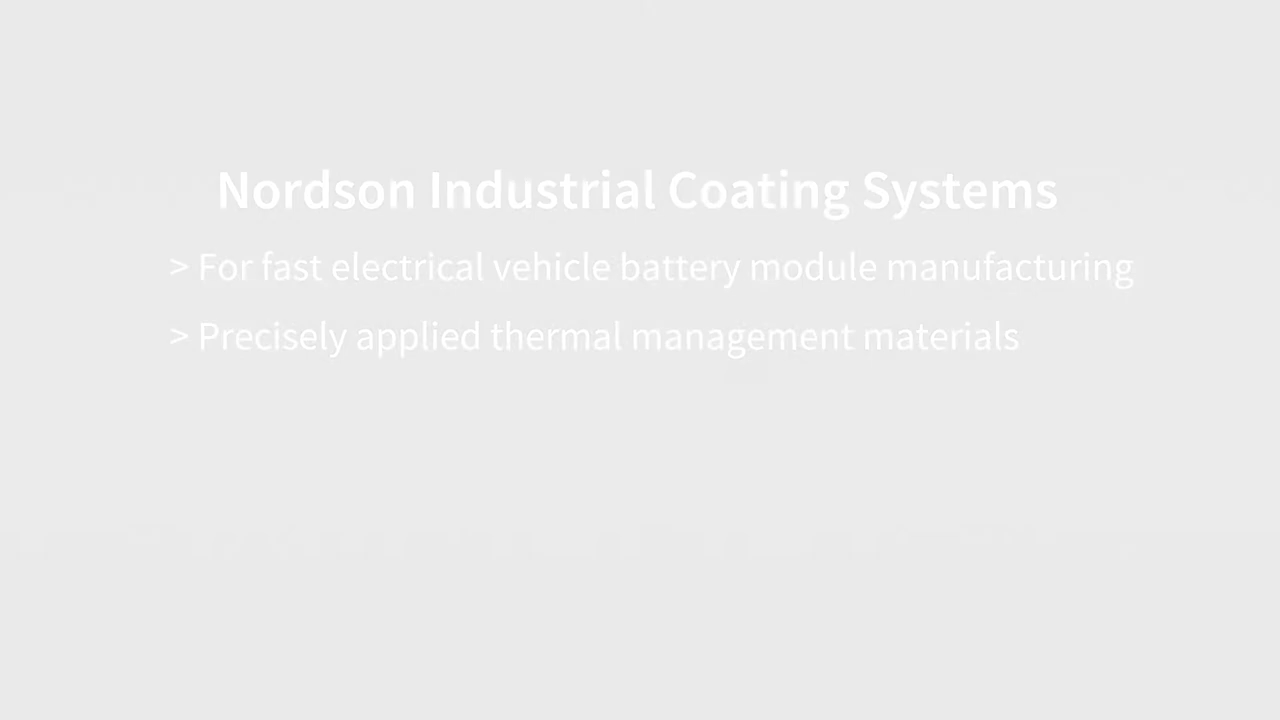 Nordson Industrial Coating Systems
> For fast electrical vehicle battery module manufacturing
> Precisely applied thermal management materials